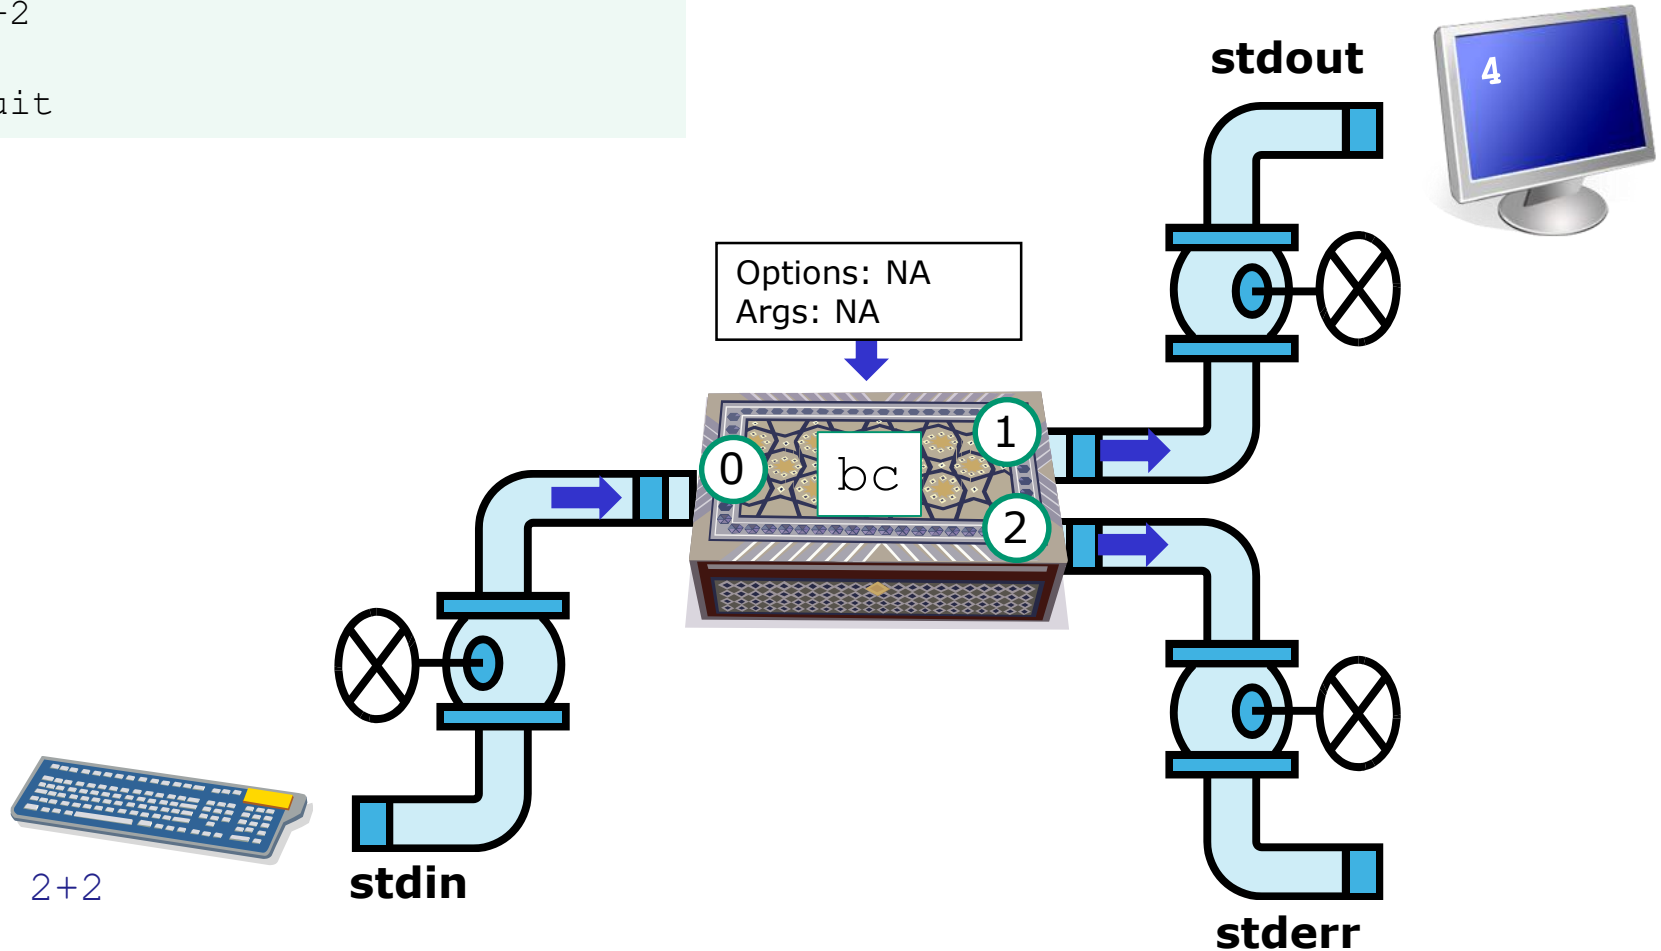 +2
uit
stdout
4
Options: NA
Args: NA
0
bc
1
2
2+2
stdin
stderr